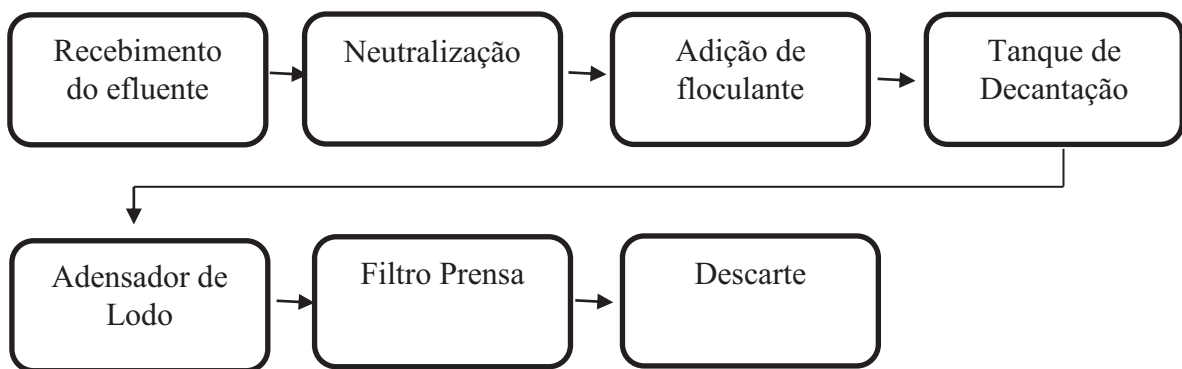 Recebimento
do efluente
Neutralização
Adição de
floculante
Tanque de
Decantação
Adensador de
Lodo
Filtro Prensa
Descarte